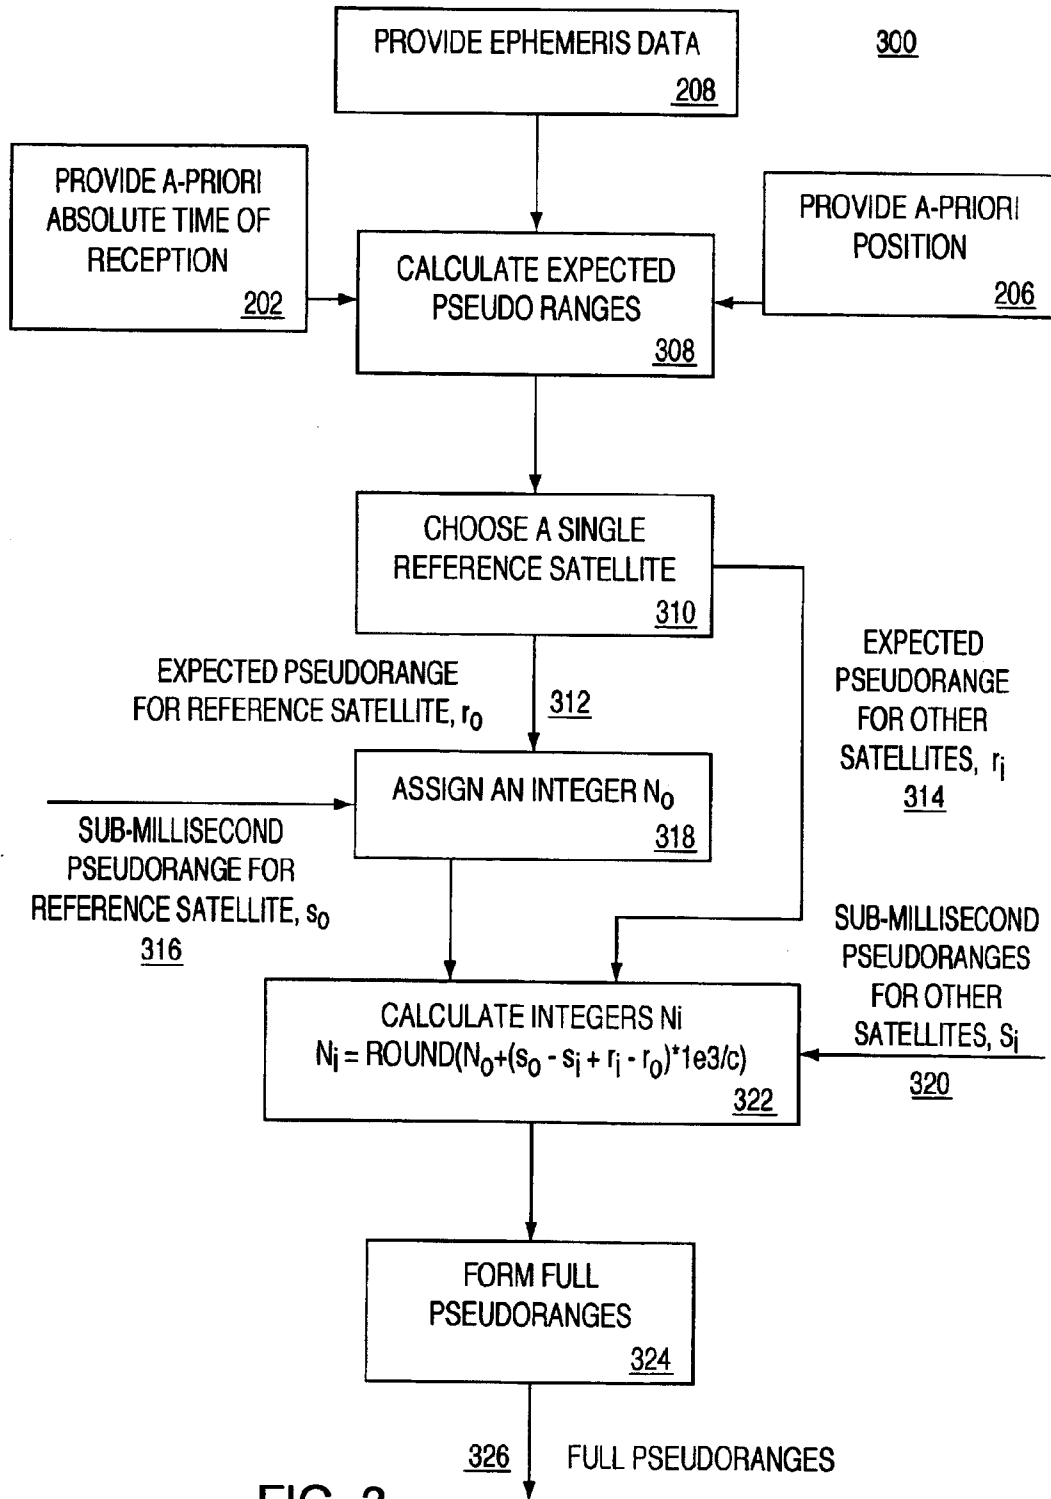 PROVIDE EPHEMERIS DATA
208
300
PROVIDE A-PRIORI
ABSOLUTE TIME OF
RECEPTION
202
PROVIDE A-PRIORI
POSITION
206
CALCULATE EXPECTED
PSEUDO RANGES
308
CHOOSE A SINGLE
REFERENCE SATELLITE
310
EXPECTED PSEUDORANGE
FOR REFERENCE SATELLITE, r0
312
EXPECTED
PSEUDORANGE
FOR OTHER
SATELLITES, ri
314
ASSIGN AN INTEGER N0
318
SUB-MILLISECOND
PSEUDORANGE FOR
REFERENCE SATELLITE, s0
316
SUB-MILLISECOND
PSEUDORANGES
FOR OTHER
SATELLITES, Si
320
CALCULATE INTEGERS Ni
Ni = ROUND(N0+(s0 - si + ri - r0)*1e3/c)
322
FORM FULL
PSEUDORANGES
324
326
FULL PSEUDORANGES